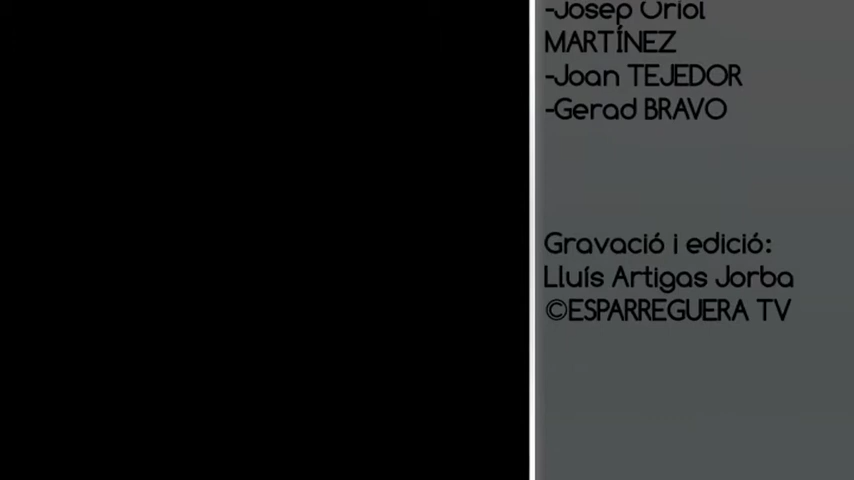 -Josep Oriol
MARTÍNEZ
-Joan TEJEDOR
-Gerad BRAVO
Gravació i edició:
Lluís Artigas Jorba
©ESPARREGUERA TV